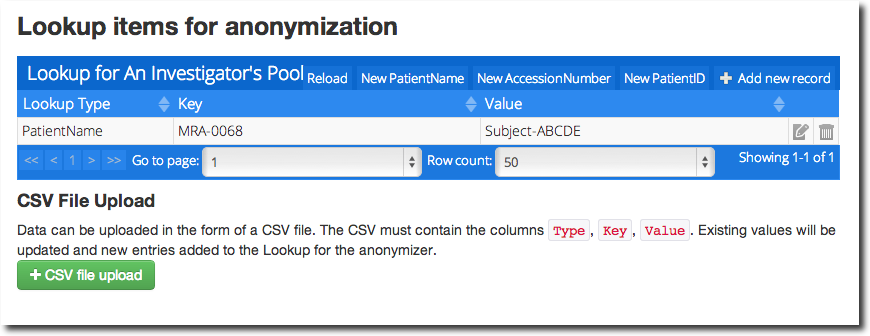 Lookup items for anonymization
Lookup for An Investigator's Pool Reload New PatientName New AccessionNumber New PatientID + Add new record
Lookup Type Key Value
PatientName MRA-0068 Subject-ABCDE
<< < 1 > >> Go to page: 1 Row count: 50 Showing 1-1 of 1
CSV File Upload
Data can be uploaded in the form of a CSV file. The CSV must contain the columns Type, Key, Value. Existing values will be
updated and new entries added to the Lookup for the anonymizer.
+ CSV file upload